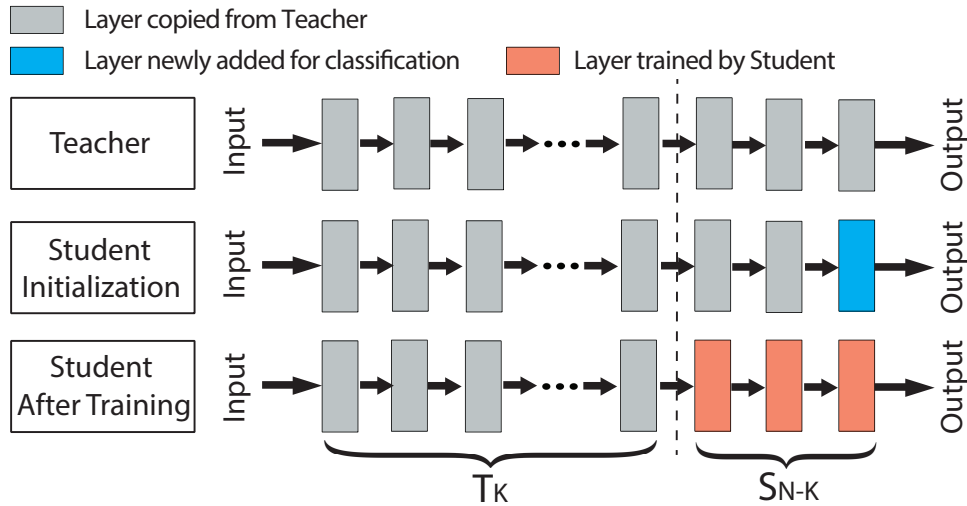 Layer copied from Teacher
Layer newly added for classification
Layer trained by Student
Teacher
Input
Output
Student
Initialization
Input
Output
Student
After Training
Input
Output
TK
SN-K